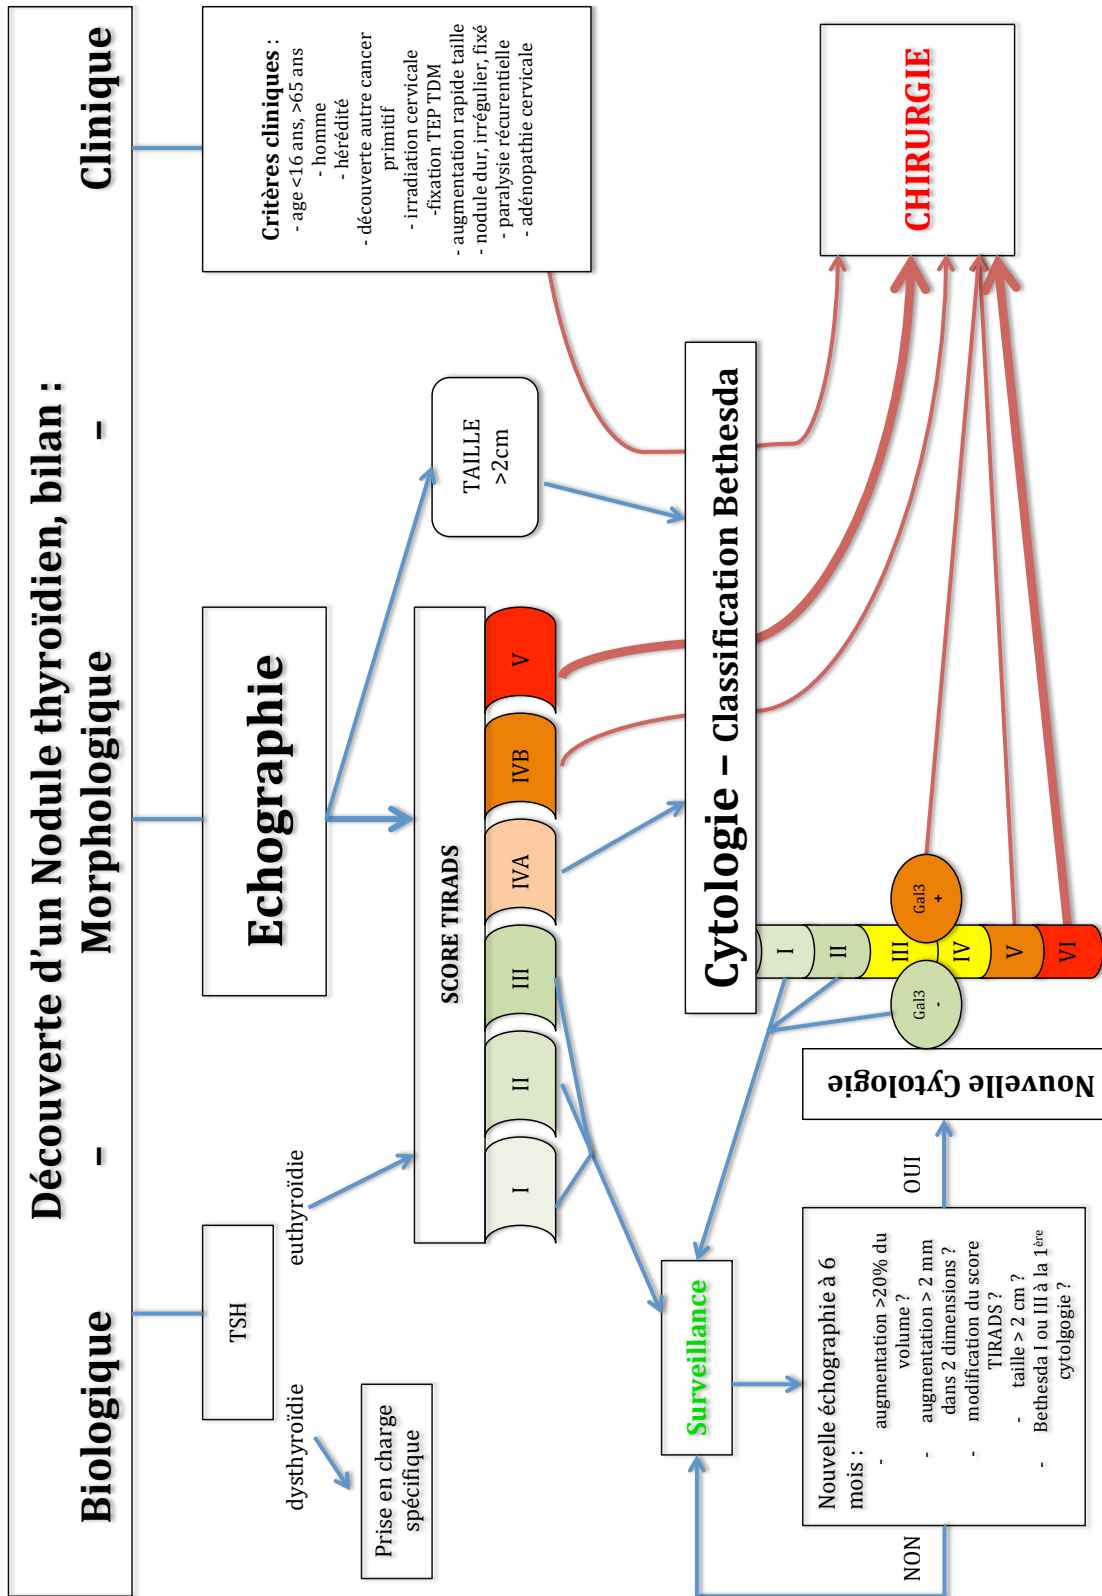 Découverte d'un Nodule thyroïdien, bilan :
Biologique – Morphologique – Clinique
TSH
dysthyroïdie
euthyroïdie
Prise en charge
spécifique
Echographie
SCORE TIRADS
I
II
III
IVA
IVB
V
TAILLE
>2cm
Critères cliniques :
- age <16 ans, >65 ans
- homme
- hérédité
- découverte autre cancer
primitif
- irradiation cervicale
-fixation TEP TDM
- augmentation rapide taille
- nodule dur, irrégulier, fixé
- paralysie récurentielle
- adénopathie cervicale
Surveillance
Cytologie – Classification Bethesda
I
II
III
IV
V
VI
Gal3
-
Gal3
+
CHIRURGIE
Nouvelle échographie à 6
mois :
- augmentation >20% du
volume ?
- augmentation > 2 mm
dans 2 dimensions ?
- modification du score
TIRADS ?
- taille > 2 cm ?
- Bethesda I ou III à la 1ère
cytolgogie ?
NON
OUI
Nouvelle Cytologie